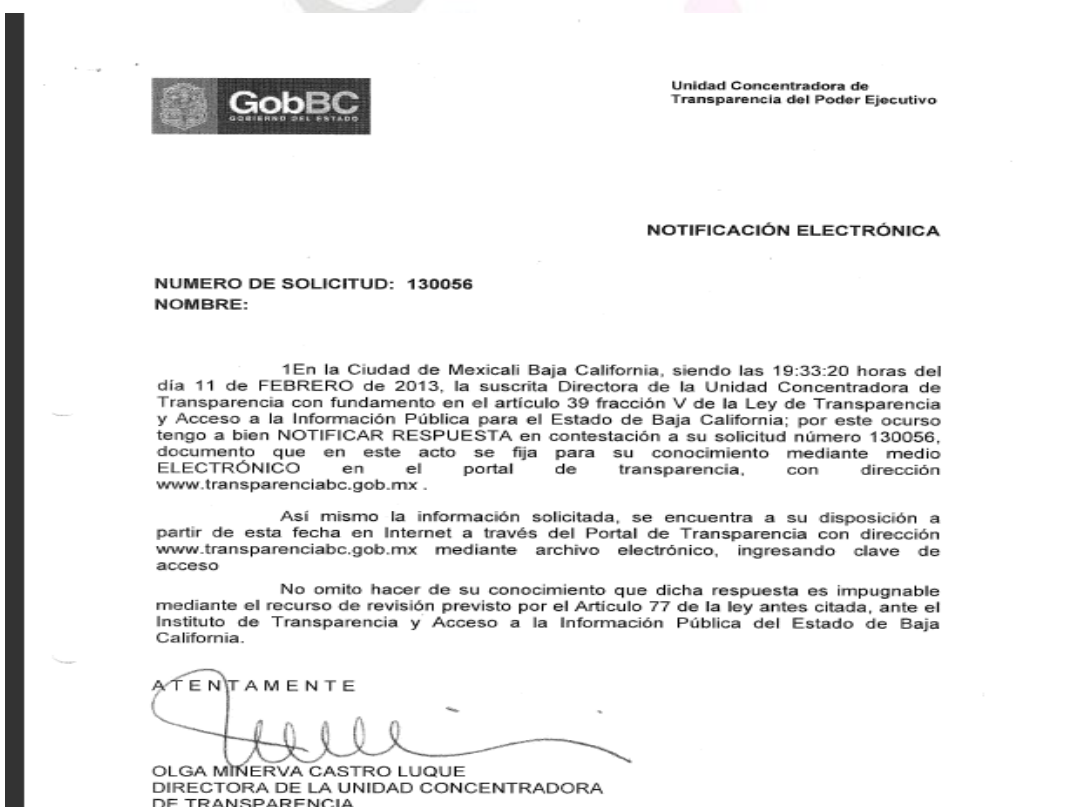 GobBC
GOBIERNO DEL ESTADO
Unidad Concentradora de
Transparencia del Poder Ejecutivo
NOTIFICACIÓN ELECTRÓNICA
NUMERO DE SOLICITUD: 130056
NOMBRE:
1En la Ciudad de Mexicali Baja California, siendo las 19:33:20 horas del
día 11 de FEBRERO de 2013, la suscrita Directora de la Unidad Concentradora de
Transparencia con fundamento en el artículo 39 fracción V de la Ley de Transparencia
y Acceso a la Información Pública para el Estado de Baja California; por este ocurso
tengo a bien NOTIFICAR RESPUESTA en contestación a su solicitud número 130056,
documento que en este acto se fija para su conocimiento mediante medio
ELECTRÓNICO en el portal de transparencia, con dirección
www.transparenciabc.gob.mx .
Así mismo la información solicitada, se encuentra a su disposición a
partir de esta fecha en Internet a través del Portal de Transparencia con dirección
www.transparenciabc.gob.mx mediante archivo electrónico, ingresando clave de
acceso
No omito hacer de su conocimiento que dicha respuesta es impugnable
mediante el recurso de revisión previsto por el Artículo 77 de la ley antes citada, ante el
Instituto de Transparencia y Acceso a la Información Pública del Estado de Baja
California.
ATENTAMENTE
OLGA MINERVA CASTRO LUQUE
DIRECTORA DE LA UNIDAD CONCENTRADORA
DE TRANSPARENCIA